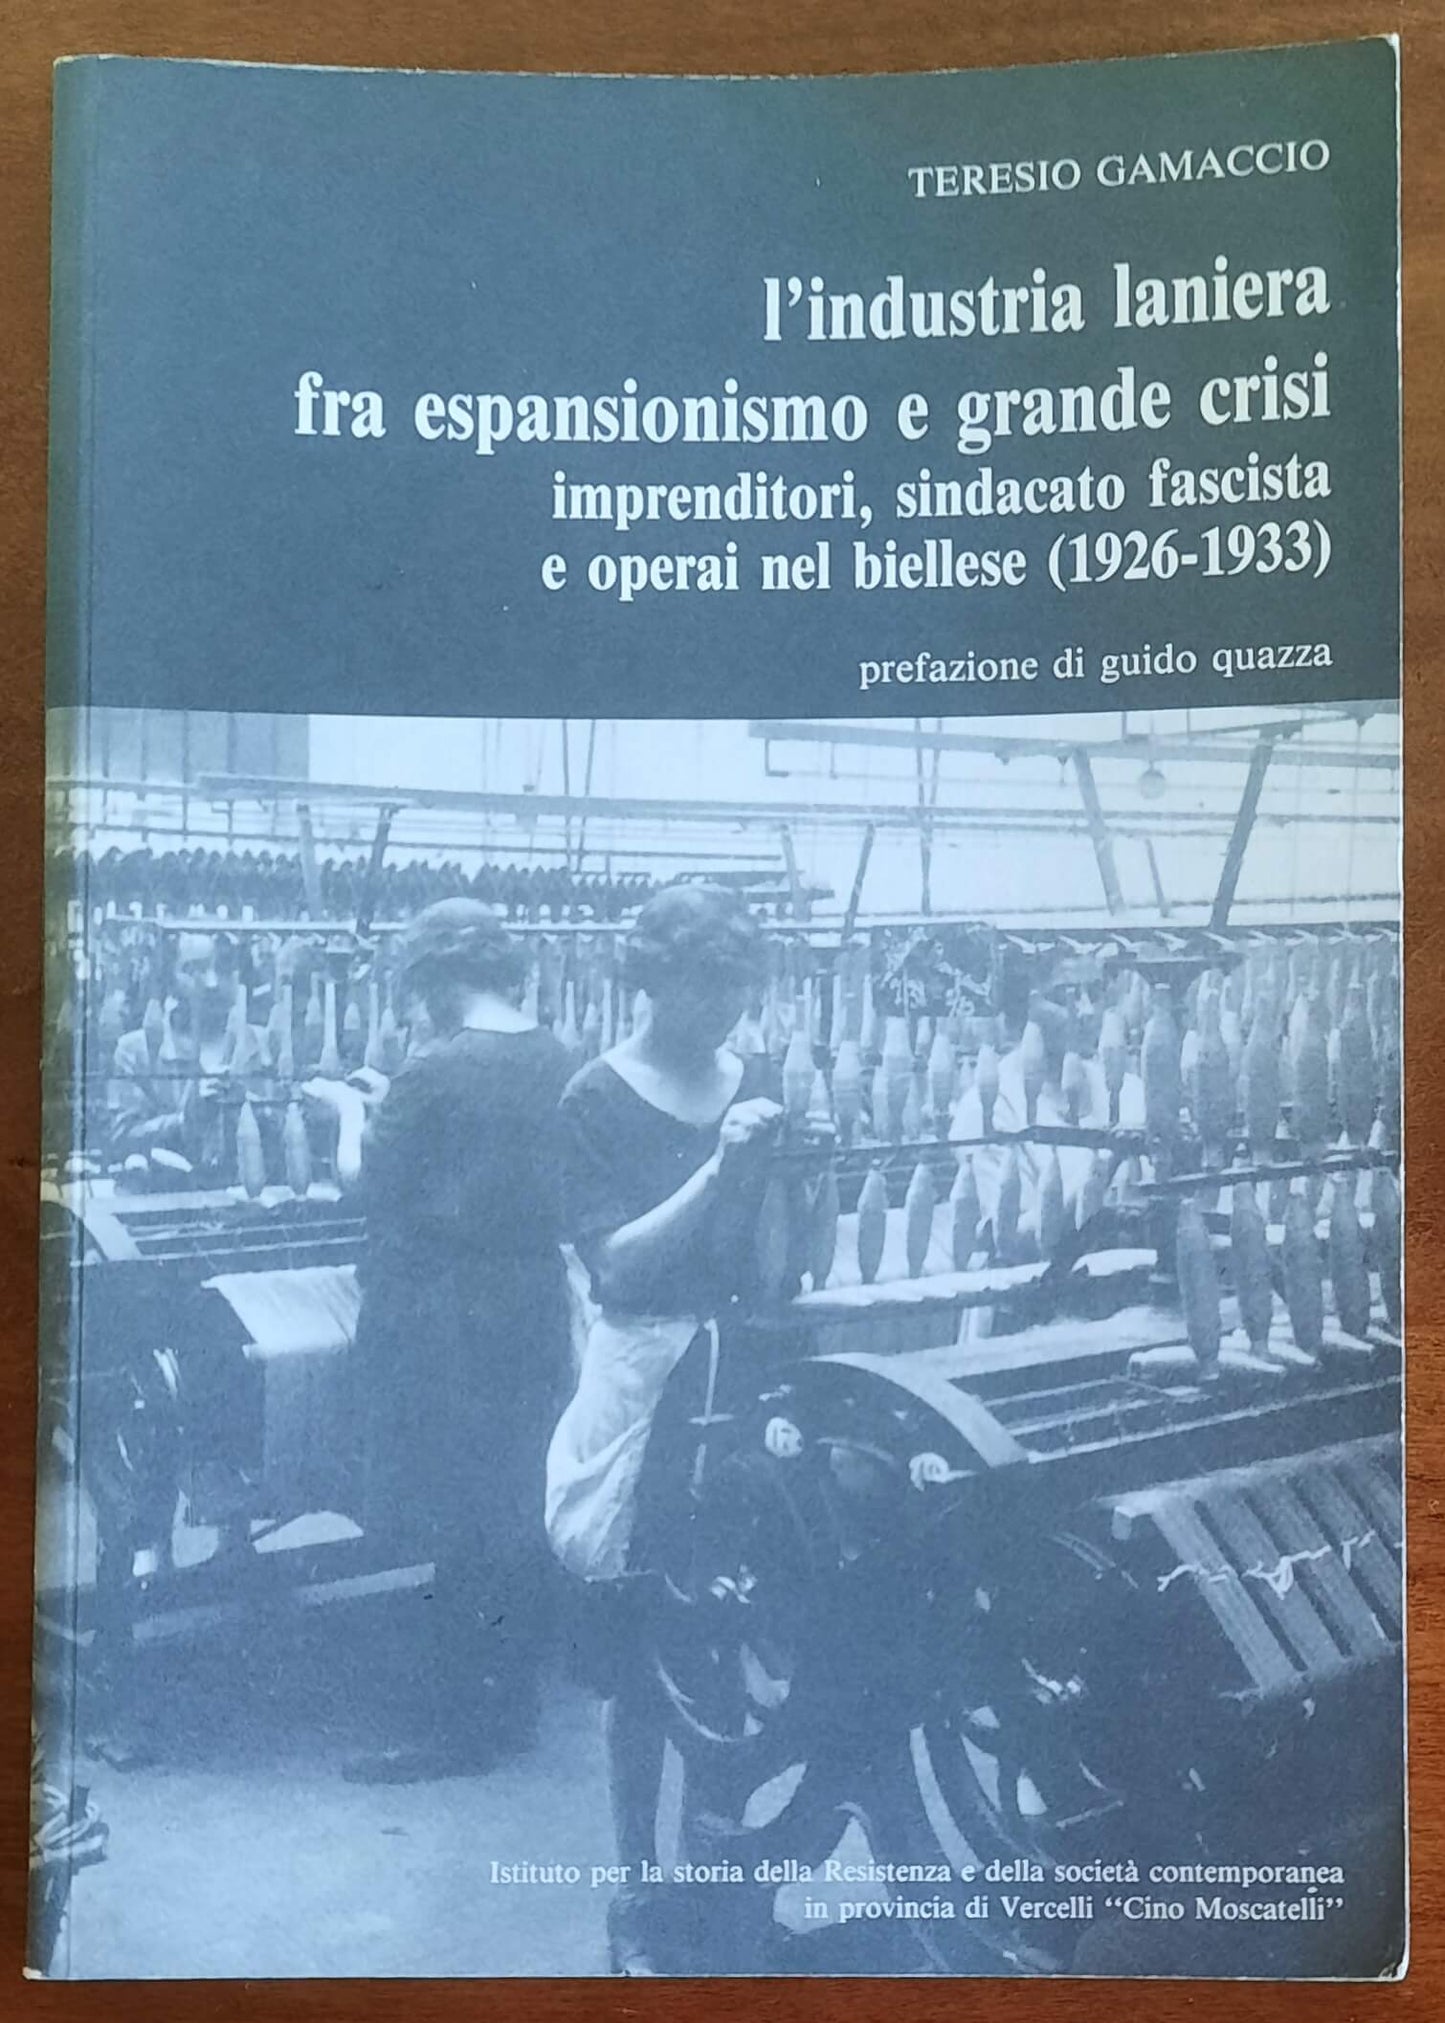 TERESIO GAMACCIO
l'industria laniera
fra espansionismo e grande crisi
imprenditori, sindacato fascista
e operai nel biellese (1926-1933)
prefazione di guido quazza
Istituto per la storia della Resistenza e della società contemporanea
in provincia di Vercelli “Cino Moscatelli”